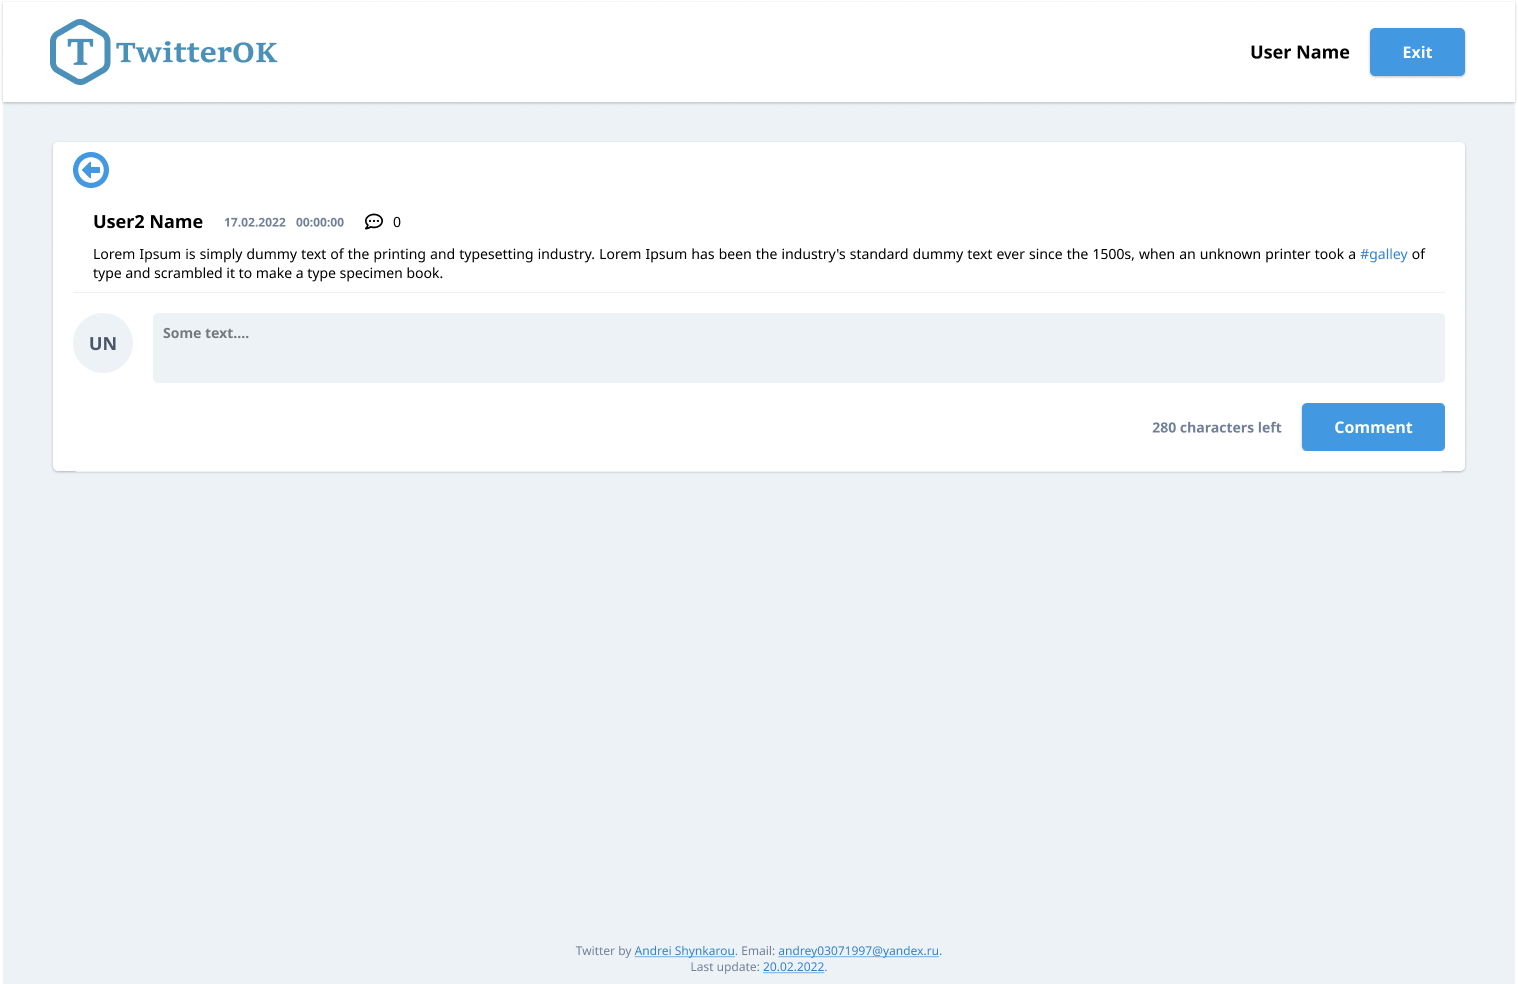 T TwitterOK
User Name Exit
User2 Name 17.02.2022 00:00:00 0
Lorem Ipsum is simply dummy text of the printing and typesetting industry. Lorem Ipsum has been the industry's standard dummy text ever since the 1500s, when an unknown printer took a #galley of
type and scrambled it to make a type specimen book.
UN
Some text....
280 characters left Comment
Twitter by Andrei Shynkarou. Email: andrey03071997@yandex.ru.
Last update: 20.02.2022.